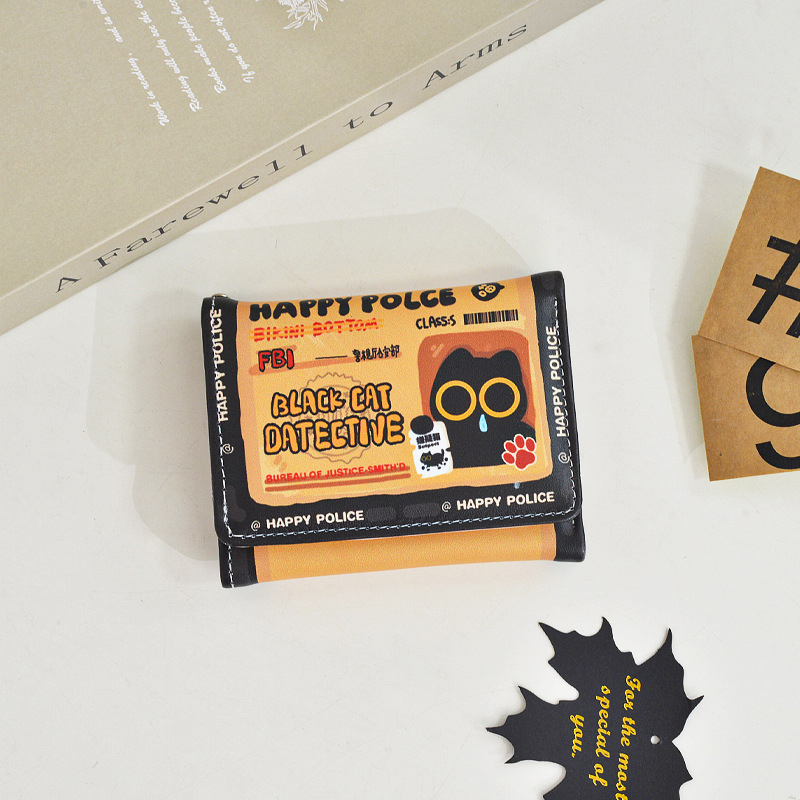 A Farewell to Arms
HAPPY POLCE
BIKINI BOTTOM
CLASS:S
FBI
BLACK CAT
DATECTIVE
BUREAU OF JUSTICE-SMITH'D
HAPPY POLICE
@
HAPPY POLICE
@
@ HAPPY POLICE
@ HAPPY POLICE
#
9
For the most
special of
you.